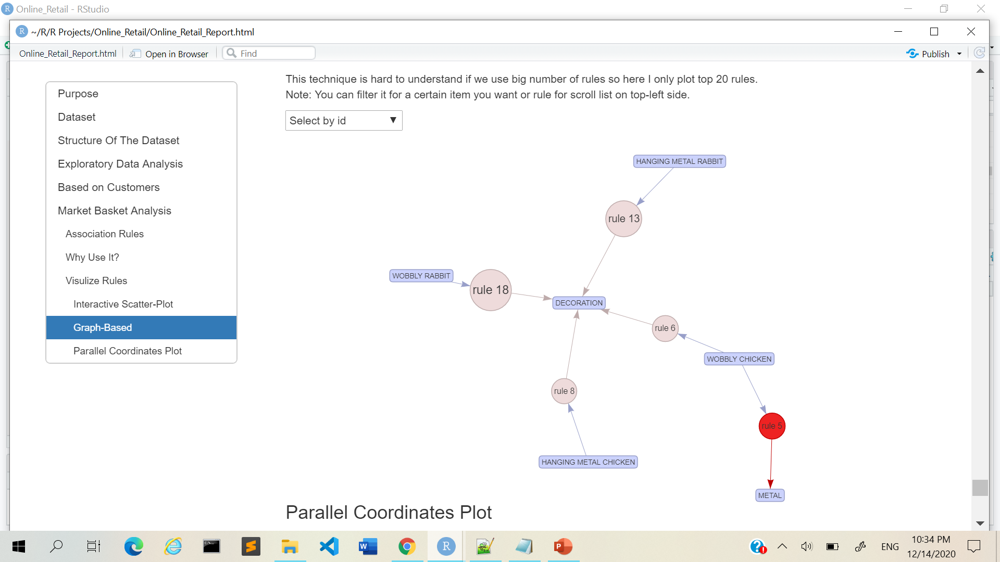 Online_Retail - RStudio
~/R/R Projects/Online_Retail/Online_Retail_Report.html
Online_Retail_Report.html
Open in Browser
Find
Publish
Purpose
Dataset
Structure Of The Dataset
Exploratory Data Analysis
Based on Customers
Market Basket Analysis
Association Rules
Why Use It?
Visulize Rules
Interactive Scatter-Plot
Graph-Based
Parallel Coordinates Plot
This technique is hard to understand if we use big number of rules so here I only plot top 20 rules.
Note: You can filter it for a certain item you want or rule for scroll list on top-left side.
Select by id
HANGING METAL RABBIT
rule 13
WOBBLY RABBIT
rule 18
DECORATION
rule 6
WOBBLY CHICKEN
rule 8
rule 5
HANGING METAL CHICKEN
METAL
Parallel Coordinates Plot
ENG
10:34 PM
12/14/2020